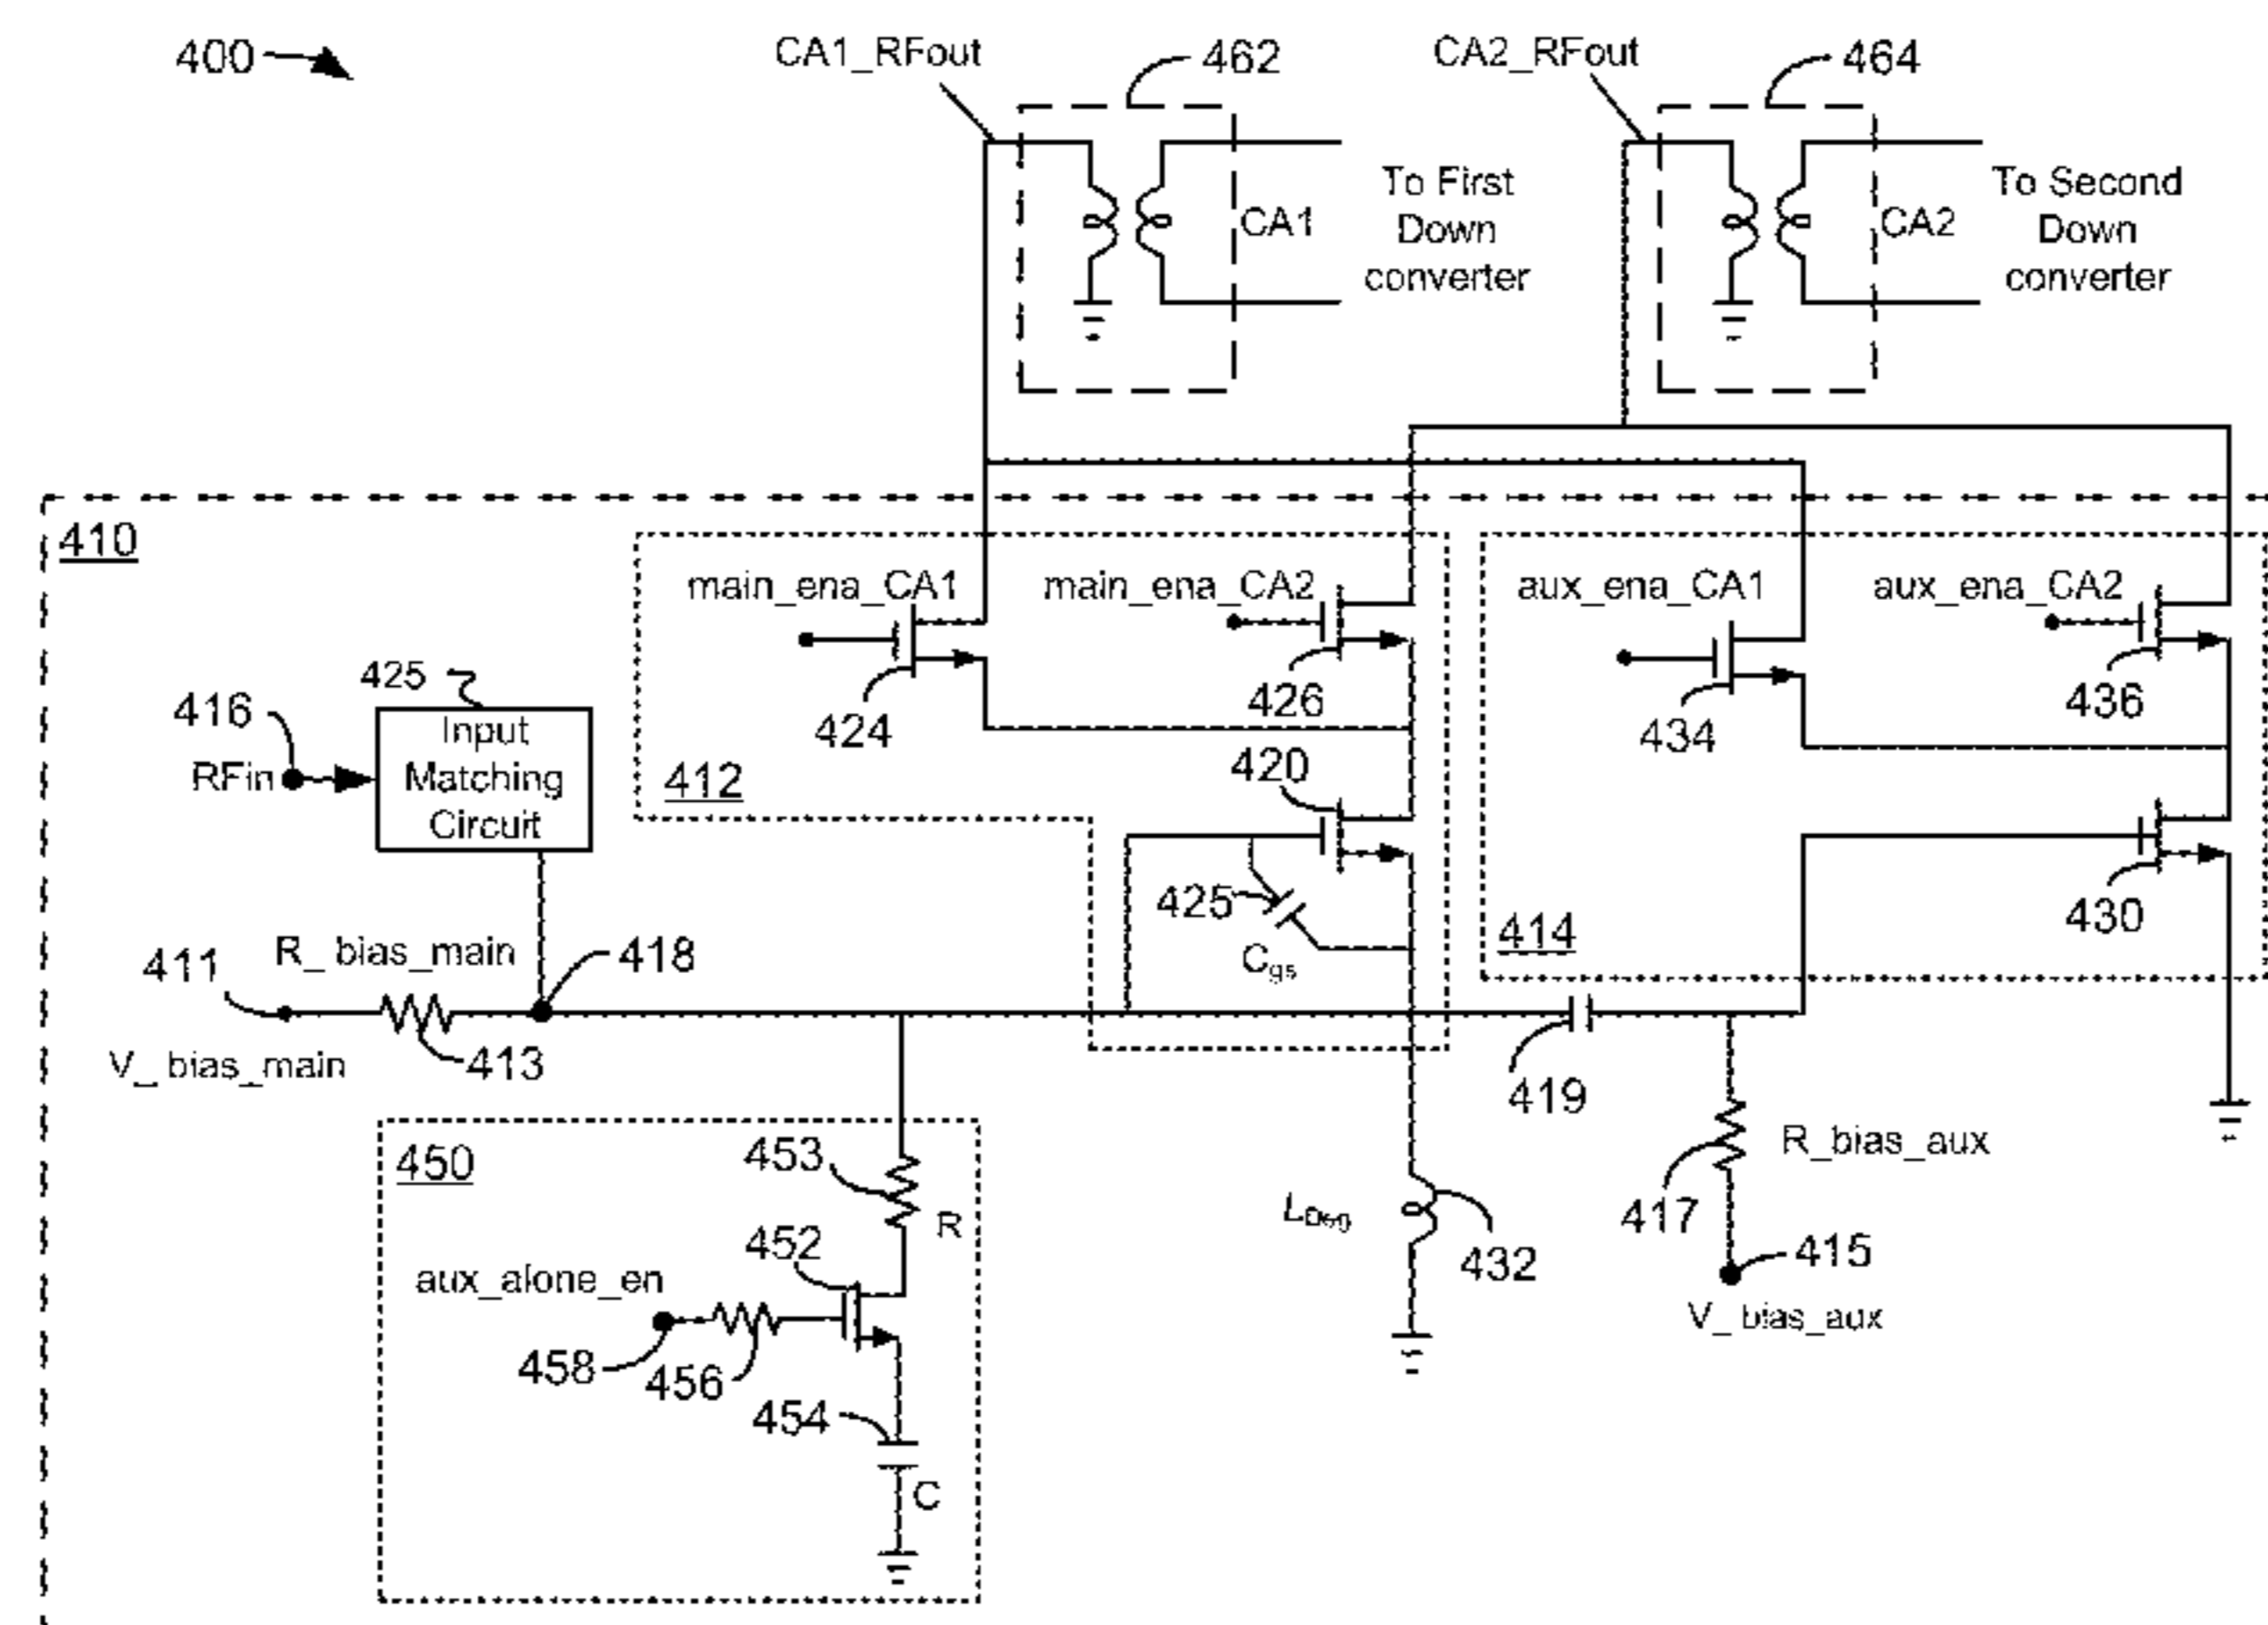 400
CA1_RFout
462
CA2_RFout
464
CA1
To First
Down
converter
CA2
To Second
Down
converter
410
main_ena_CA1
main_ena_CA2
aux_ena_CA1
aux_ena_CA2
424
426
434
436
425
416
RFin
Input
Matching
Circuit
412
420
425
Cgs
414
430
411
R_ bias_main
418
V_ bias_main
413
419
R_bias_aux
417
415
V_ bias_aux
450
453
R
452
aux_alone_en
458
456
454
C
LDeg
432